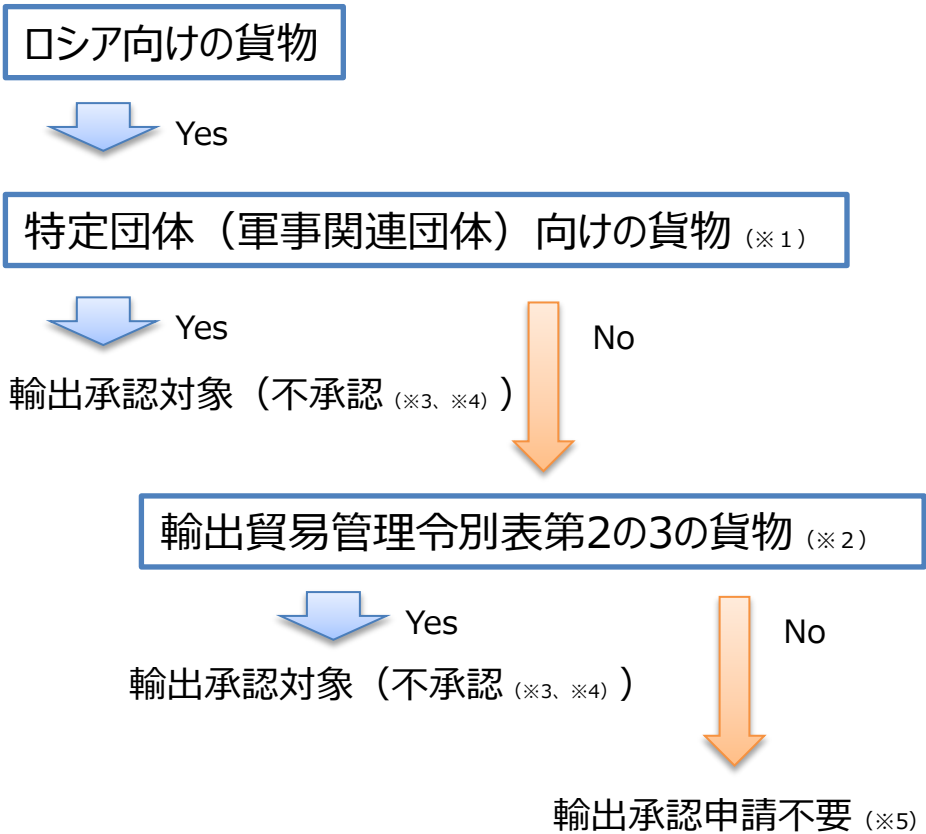 ロシア向けの貨物
Yes
特定団体（軍事関連団体）向けの貨物（※１）
Yes
No
輸出承認対象（不承認（※3、※4））
輸出貿易管理令別表第2の3の貨物（※２）
Yes
No
輸出承認対象（不承認（※3、※4））
輸出承認申請不要（※5）